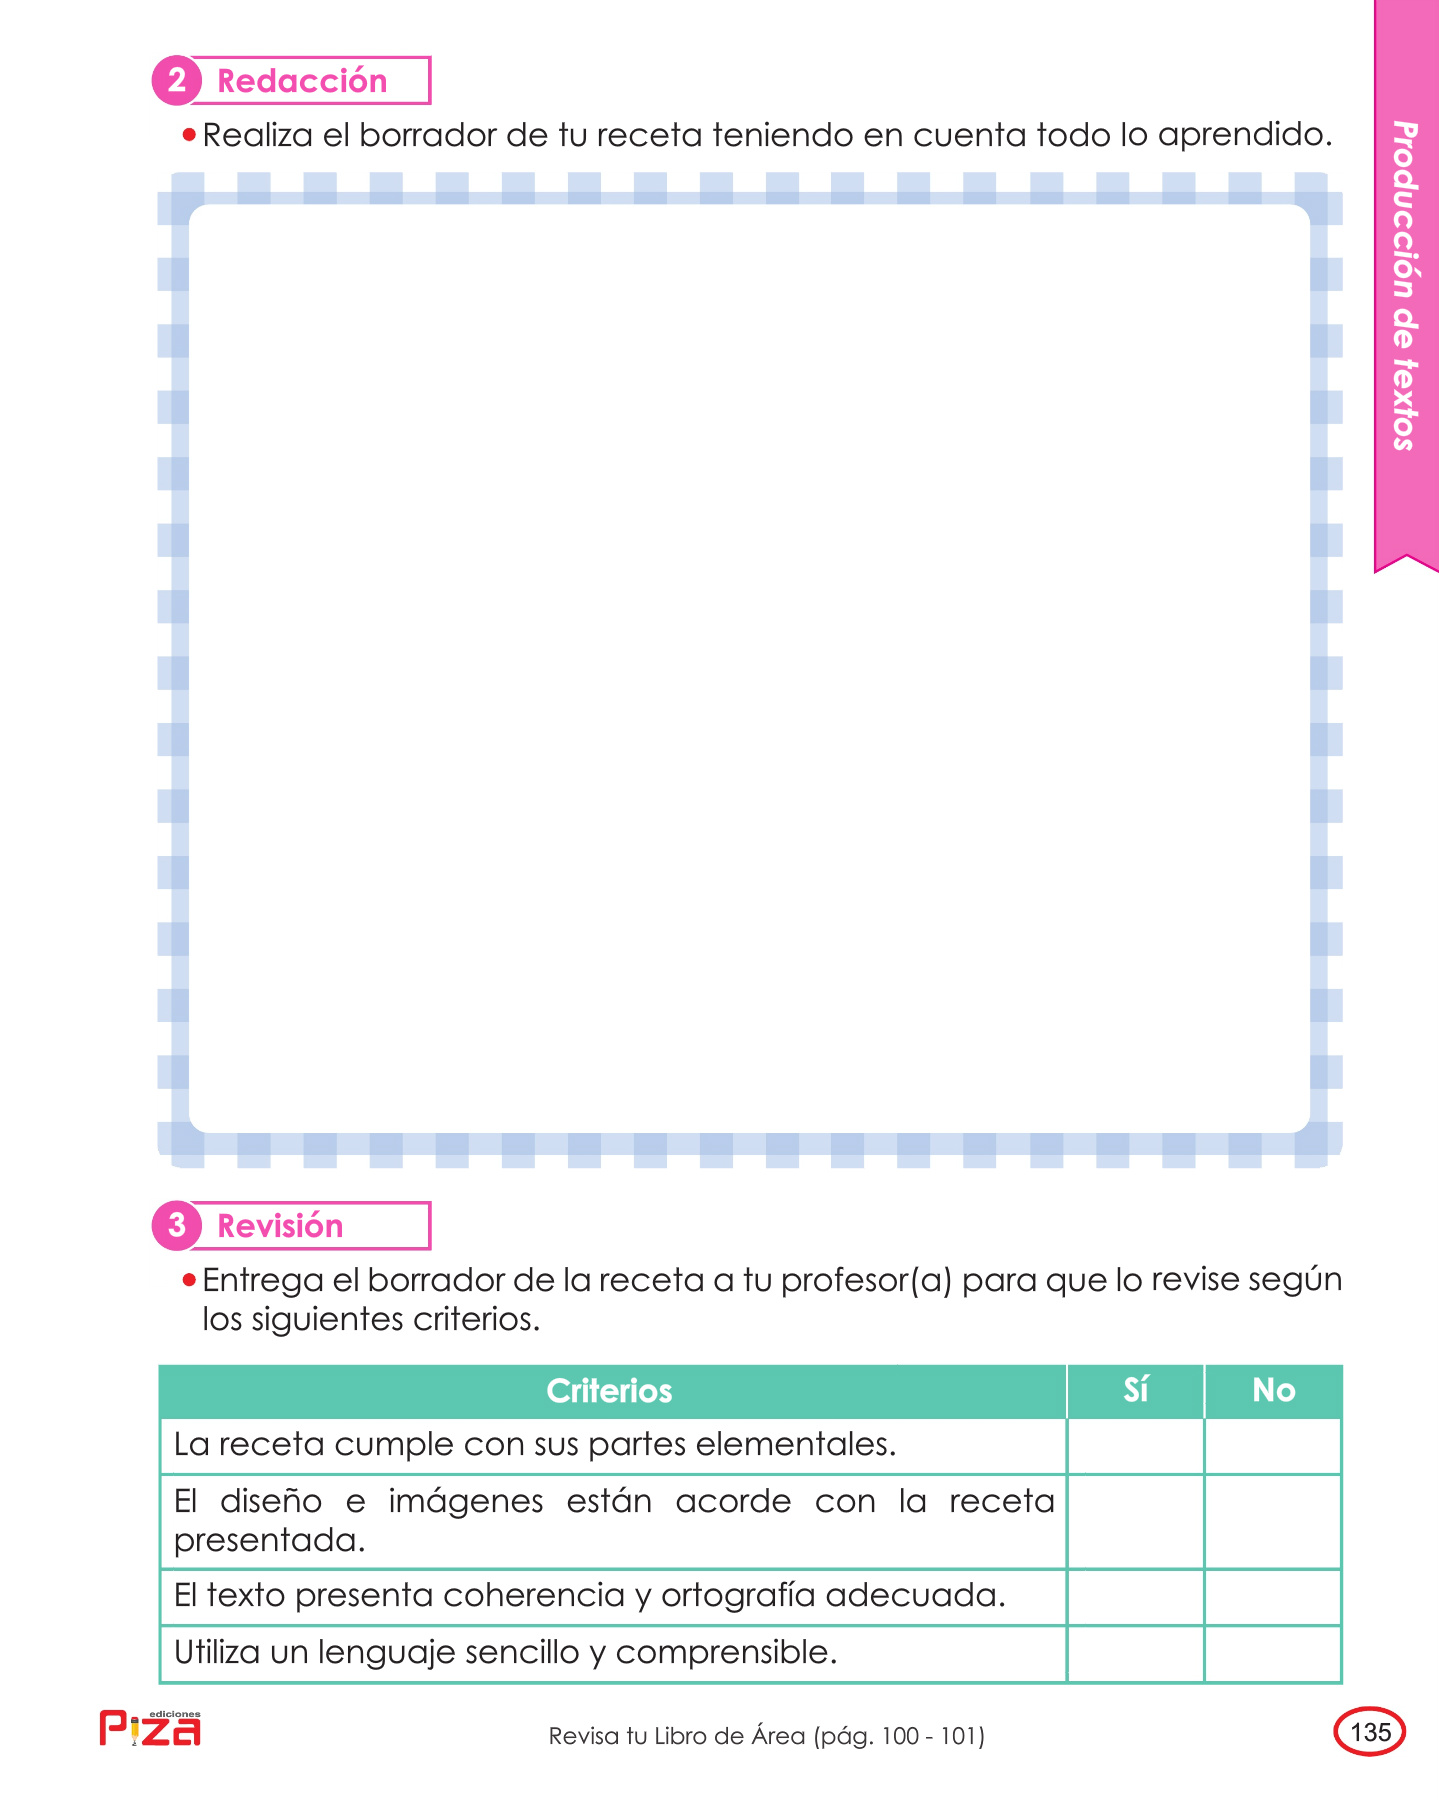 2 Redacción
• Realiza el borrador de tu receta teniendo en cuenta todo lo aprendido.
Producción de textos
3 Revisión
• Entrega el borrador de la receta a tu profesor(a) para que lo revise según
los siguientes criterios.
Criterios Sí No
La receta cumple con sus partes elementales.
El diseño e imágenes están acorde con la receta
presentada.
El texto presenta coherencia y ortografía adecuada.
Utiliza un lenguaje sencillo y comprensible.
ediciones
Piza
Revisa tu Libro de Área (pág. 100 - 101)
135